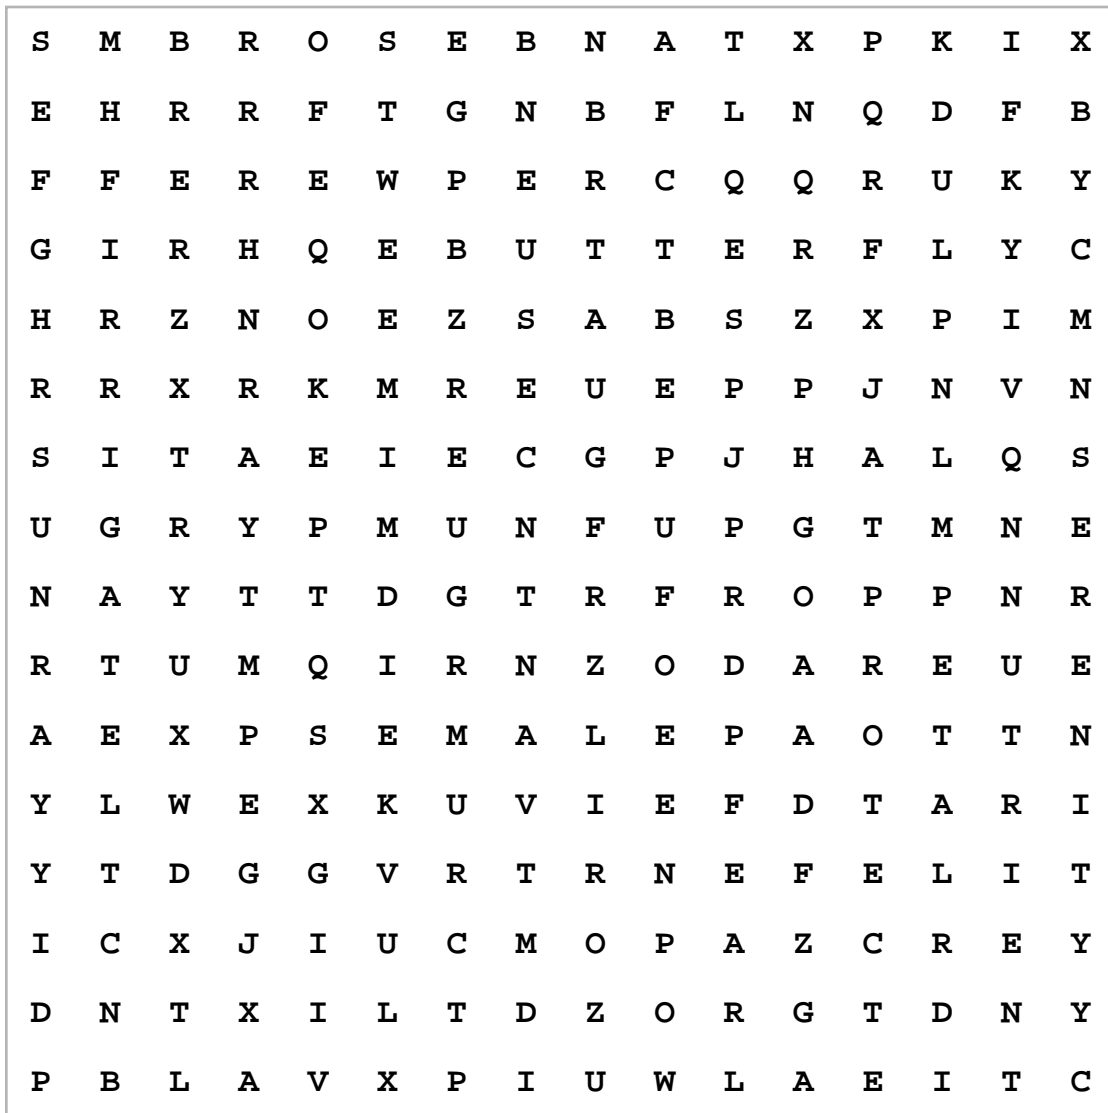 S M B R O S E B N A T X P K I X
E H R R F T G N B F L N Q D F B
F F E R E W P E R C Q Q R U K Y
G I R H Q E B U T T E R F L Y C
H R Z N O E Z S A B S Z X P I M
R R X R K M R E U E P P J N V N
S I T A E I E C G P J H A L Q S
U G R Y P M U N F U P G T M N E
N A Y T T D G T R F R O P P N R
R T U M Q I R N Z O D A R E U E
A E X P S E M A L E P A O T T N
Y L W E X K U V I E F D T A R I
Y T D G G V R T R N E F E L I T
I C X J I U C M O P A Z C R E Y
D N T X I L T D Z O R G T D N Y
P B L A V X P I U W L A E I T C